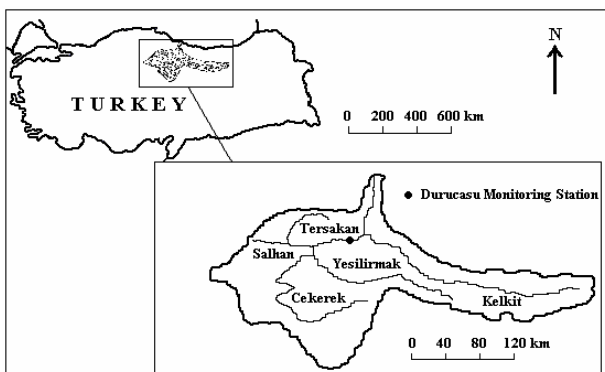 N
TURKEY
0 200 400 600 km
Durucasu Monitoring Station
Tersakan
Salhan
Yesilirmak
Cekerek
Kelkit
0 40 80 120 km